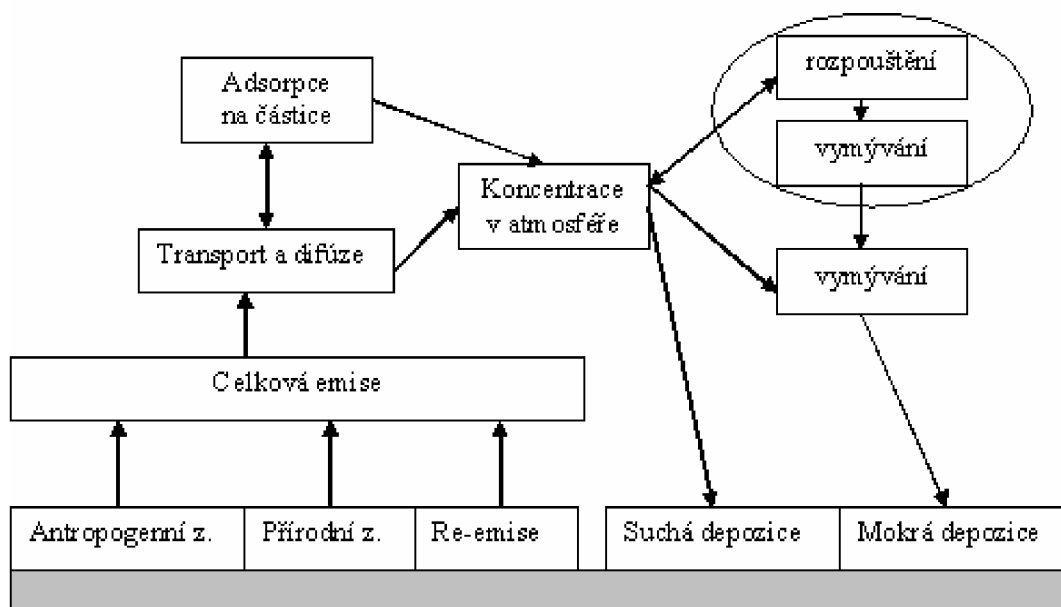 Adsorpce
na částice
rozpouštění
vymývání
Koncentrace
v atmosféře
Transport a difúze
vymývání
Celková emise
Antropogenní z.
Přírodní z.
Re-emise
Suchá depozice
Mokrá depozice